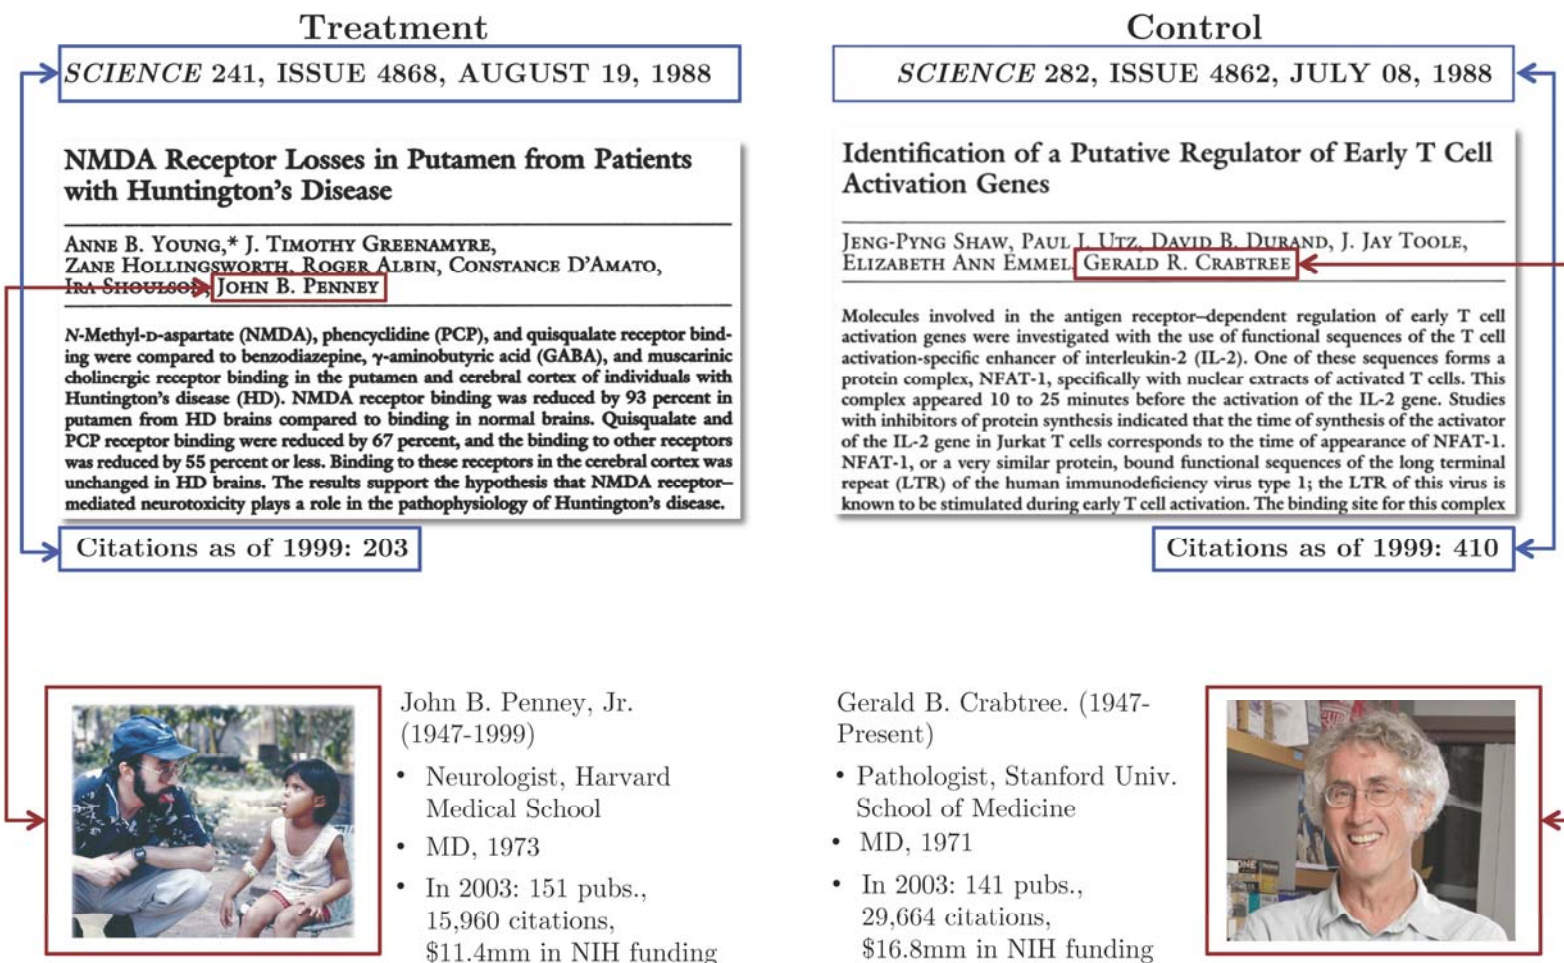 Treatment
SCIENCE 241, ISSUE 4868, AUGUST 19, 1988
NMDA Receptor Losses in Putamen from Patients
with Huntington's Disease
ANNE B. YOUNG,* J. TIMOTHY GREENAMYRE,
ZANE HOLLINGSWORTH, ROGER ALBIN, CONSTANCE D'AMATO,
IRA SHOULSON, JOHN B. PENNEY
N-Methyl-D-aspartate (NMDA), phencyclidine (PCP), and quisqualate receptor bind-
ing were compared to benzodiazepine, γ-aminobutyric acid (GABA), and muscarinic
cholinergic receptor binding in the putamen and cerebral cortex of individuals with
Huntington's disease (HD). NMDA receptor binding was reduced by 93 percent in
putamen from HD brains compared to binding in normal brains. Quisqualate and
PCP receptor binding were reduced by 67 percent, and the binding to other receptors
was reduced by 55 percent or less. Binding to these receptors in the cerebral cortex was
unchanged in HD brains. The results support the hypothesis that NMDA receptor–
mediated neurotoxicity plays a role in the pathophysiology of Huntington's disease.
Citations as of 1999: 203
John B. Penney, Jr.
(1947-1999)
• Neurologist, Harvard
Medical School
• MD, 1973
• In 2003: 151 pubs.,
15,960 citations,
$11.4mm in NIH funding
Control
SCIENCE 282, ISSUE 4862, JULY 08, 1988
Identification of a Putative Regulator of Early T Cell
Activation Genes
JENG-PYNG SHAW, PAUL J. UTZ, DAVID B. DURAND, J. JAY TOOLE,
ELIZABETH ANN EMMEL, GERALD R. CRABTREE
Molecules involved in the antigen receptor–dependent regulation of early T cell
activation genes were investigated with the use of functional sequences of the T cell
activation-specific enhancer of interleukin-2 (IL-2). One of these sequences forms a
protein complex, NFAT-1, specifically with nuclear extracts of activated T cells. This
complex appeared 10 to 25 minutes before the activation of the IL-2 gene. Studies
with inhibitors of protein synthesis indicated that the time of synthesis of the activator
of the IL-2 gene in Jurkat T cells corresponds to the time of appearance of NFAT-1.
NFAT-1, or a very similar protein, bound functional sequences of the long terminal
repeat (LTR) of the human immunodeficiency virus type 1; the LTR of this virus is
known to be stimulated during early T cell activation. The binding site for this complex
Citations as of 1999: 410
Gerald B. Crabtree. (1947-
Present)
• Pathologist, Stanford Univ.
School of Medicine
• MD, 1971
• In 2003: 141 pubs.,
29,664 citations,
$16.8mm in NIH funding